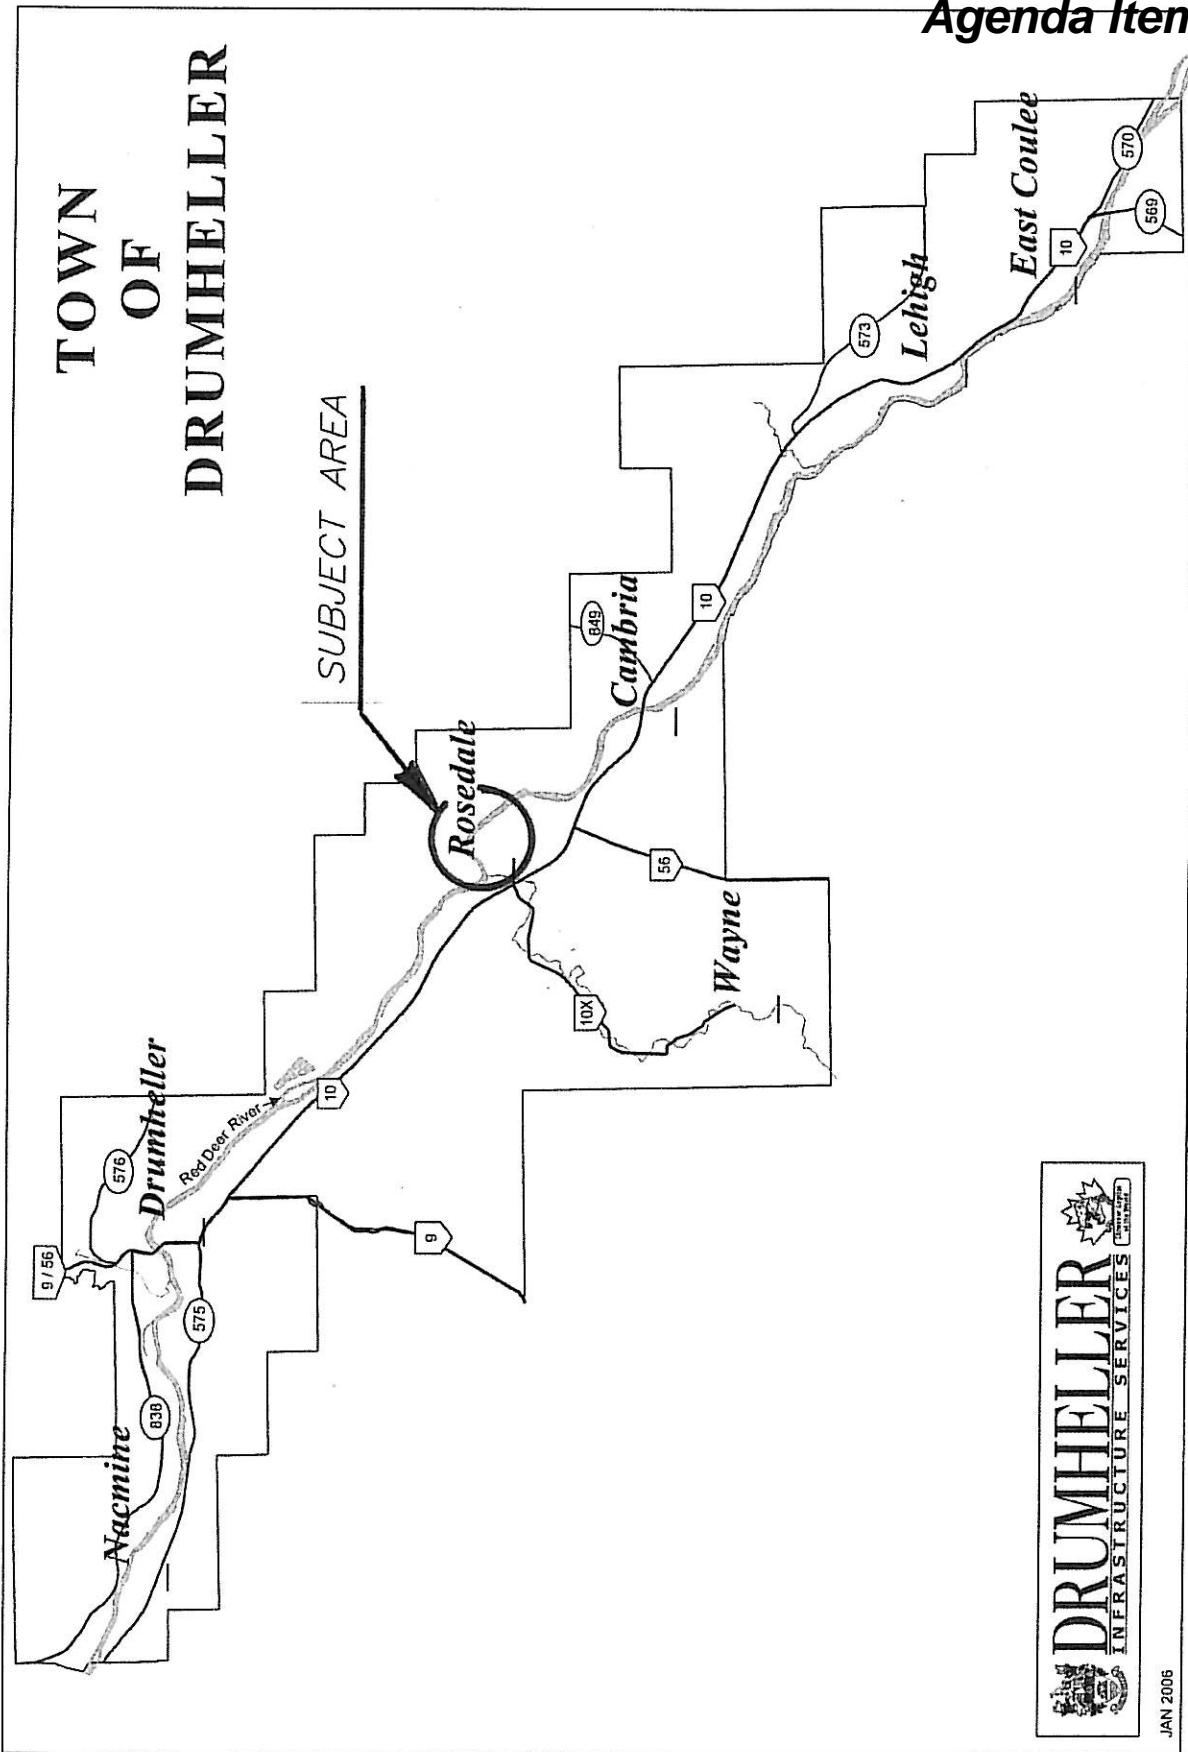 Agenda Item
TOWN
OF
DRUMHELLER
SUBJECT AREA
Nacmine
838
575
9 / 56
576
Drumheller
Red Deer River
10
9
Rosedale
10X
Wayne
56
Cambria
849
10
573
Lehigh
East Coulee
10
569
570
DRUMHELLER
INFRASTRUCTURE SERVICES
JAN 2006